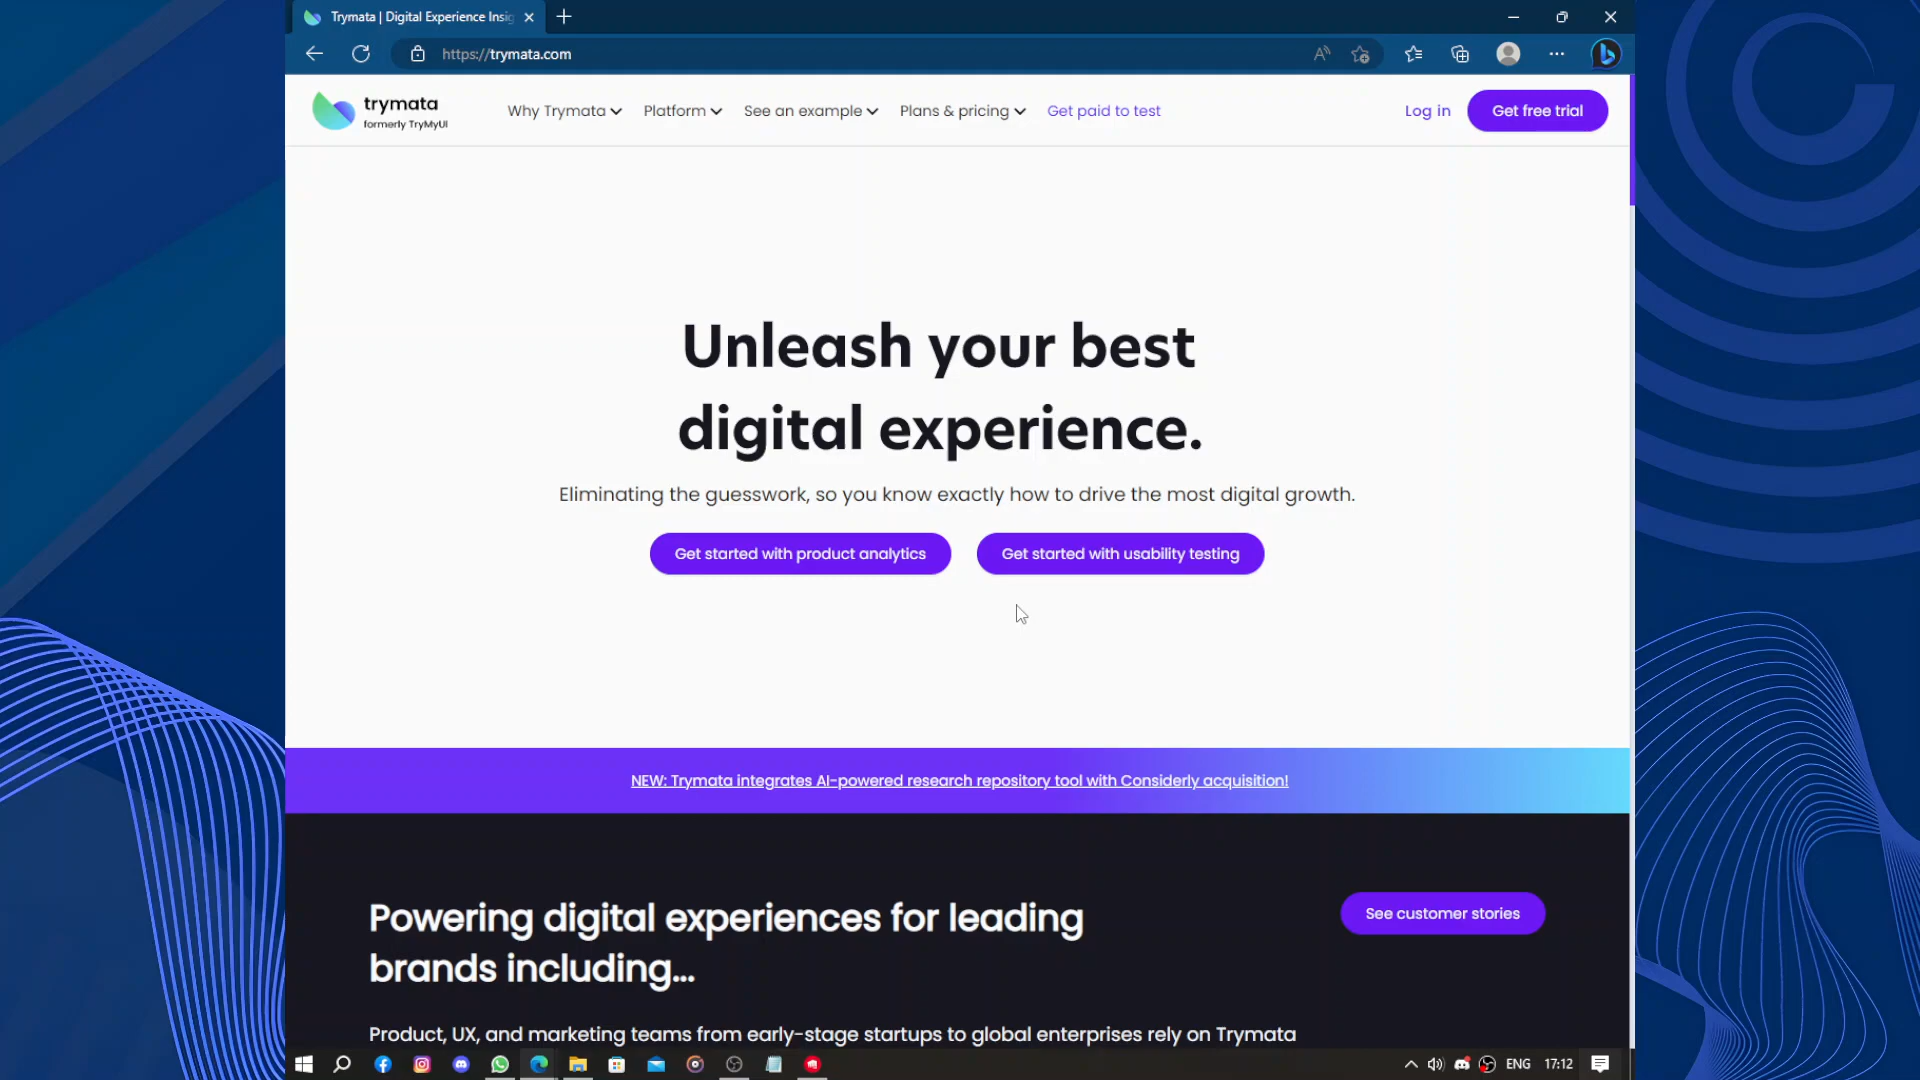 Trymata | Digital Experience Insig
https://trymata.com
trymata
formerly TryMyUI
Why Trymata
Platform
See an example
Plans & pricing
Get paid to test
Log in
Get free trial
Unleash your best
digital experience.
Eliminating the guesswork, so you know exactly how to drive the most digital growth.
Get started with product analytics
Get started with usability testing
NEW: Trymata integrates AI-powered research repository tool with Considerly acquisition!
Powering digital experiences for leading
brands including...
See customer stories
Product, UX, and marketing teams from early-stage startups to global enterprises rely on Trymata
ENG
17:12